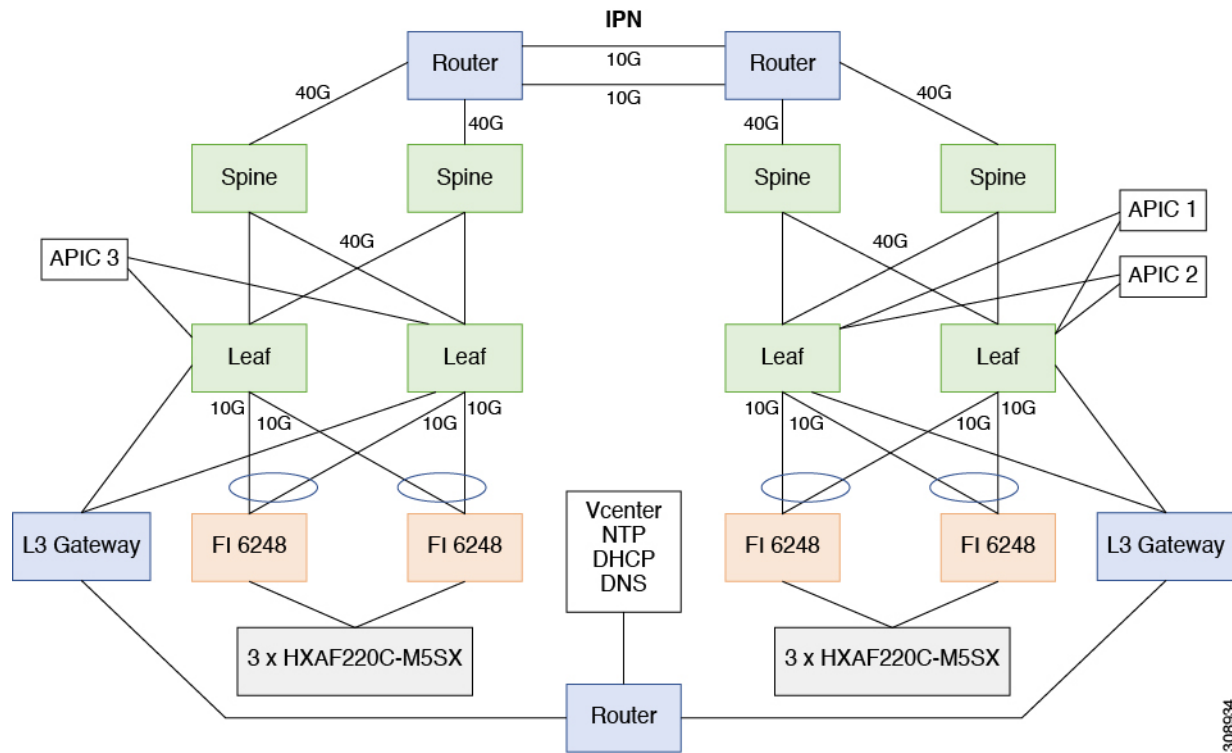 IPN
Router
10G
10G
Router
40G
40G
40G
40G
Spine
Spine
Spine
Spine
APIC 1
APIC 3
40G
40G
APIC 2
Leaf
Leaf
Leaf
Leaf
10G
10G
10G
10G
10G
10G
10G
10G
L3 Gateway
FI 6248
FI 6248
Vcenter
NTP
DHCP
DNS
FI 6248
FI 6248
L3 Gateway
3 x HXAF220C-M5SX
3 x HXAF220C-M5SX
Router
308934